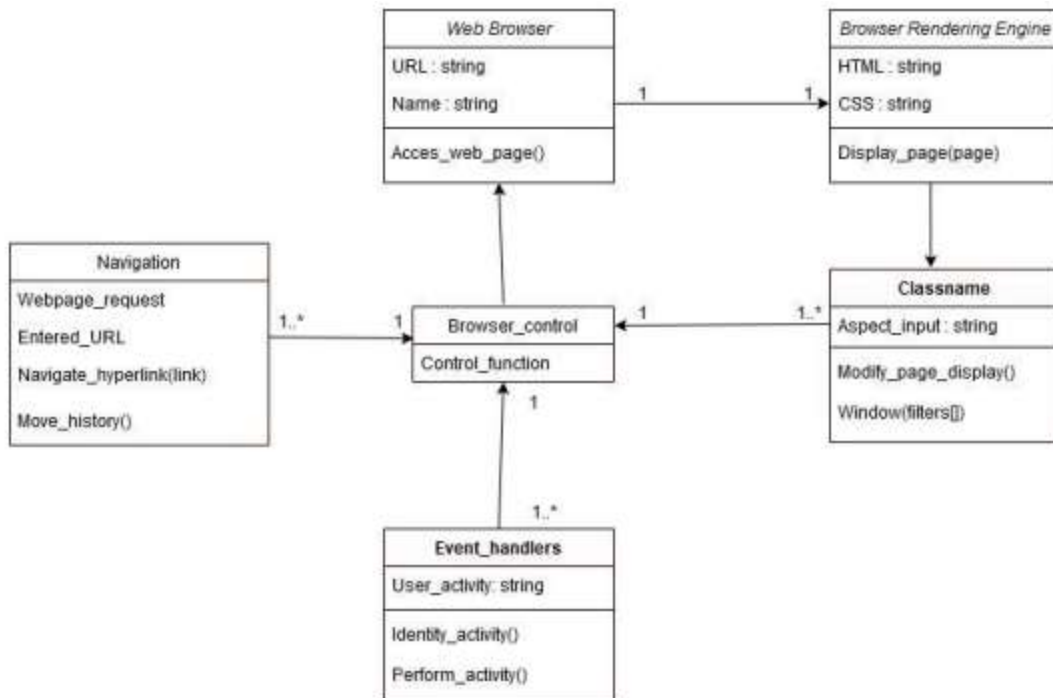 Web Browser
URL : string
Name : string
Acces_web_page()
1
1
Browser Rendering Engine
HTML : string
CSS : string
Display_page(page)
Navigation
Webpage_request
Entered_URL
Navigate_hyperlink(link)
Move_history()
1..*
1
Browser_control
Control_function
1
1..*
Classname
Aspect_input : string
Modify_page_display()
Window(filters[])
1
1..*
Event_handlers
User_activity: string
Identity_activity()
Perform_activity()